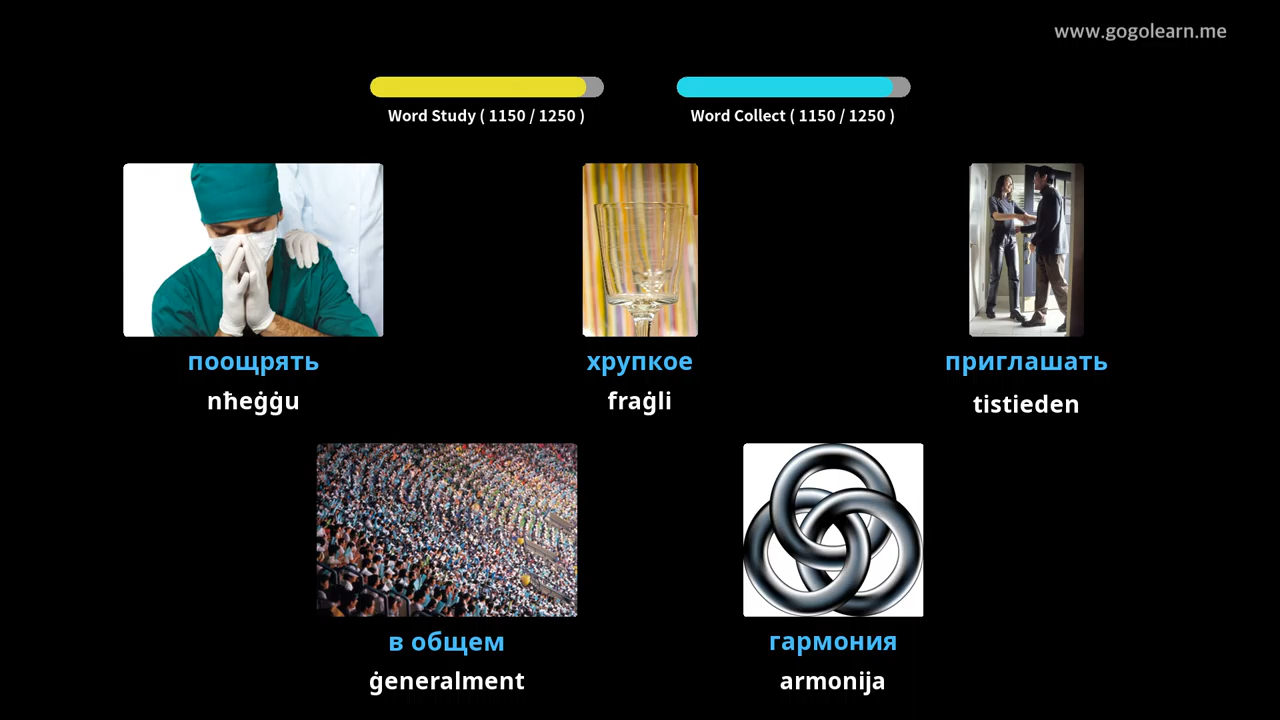 www.gogolearn.me
Word Study ( 1150 / 1250 )
Word Collect ( 1150 / 1250 )
поощрять
хрупкое
приглашать
nħeġġu
fraġli
tistieden
в общем
гармония
ġeneralment
armonija